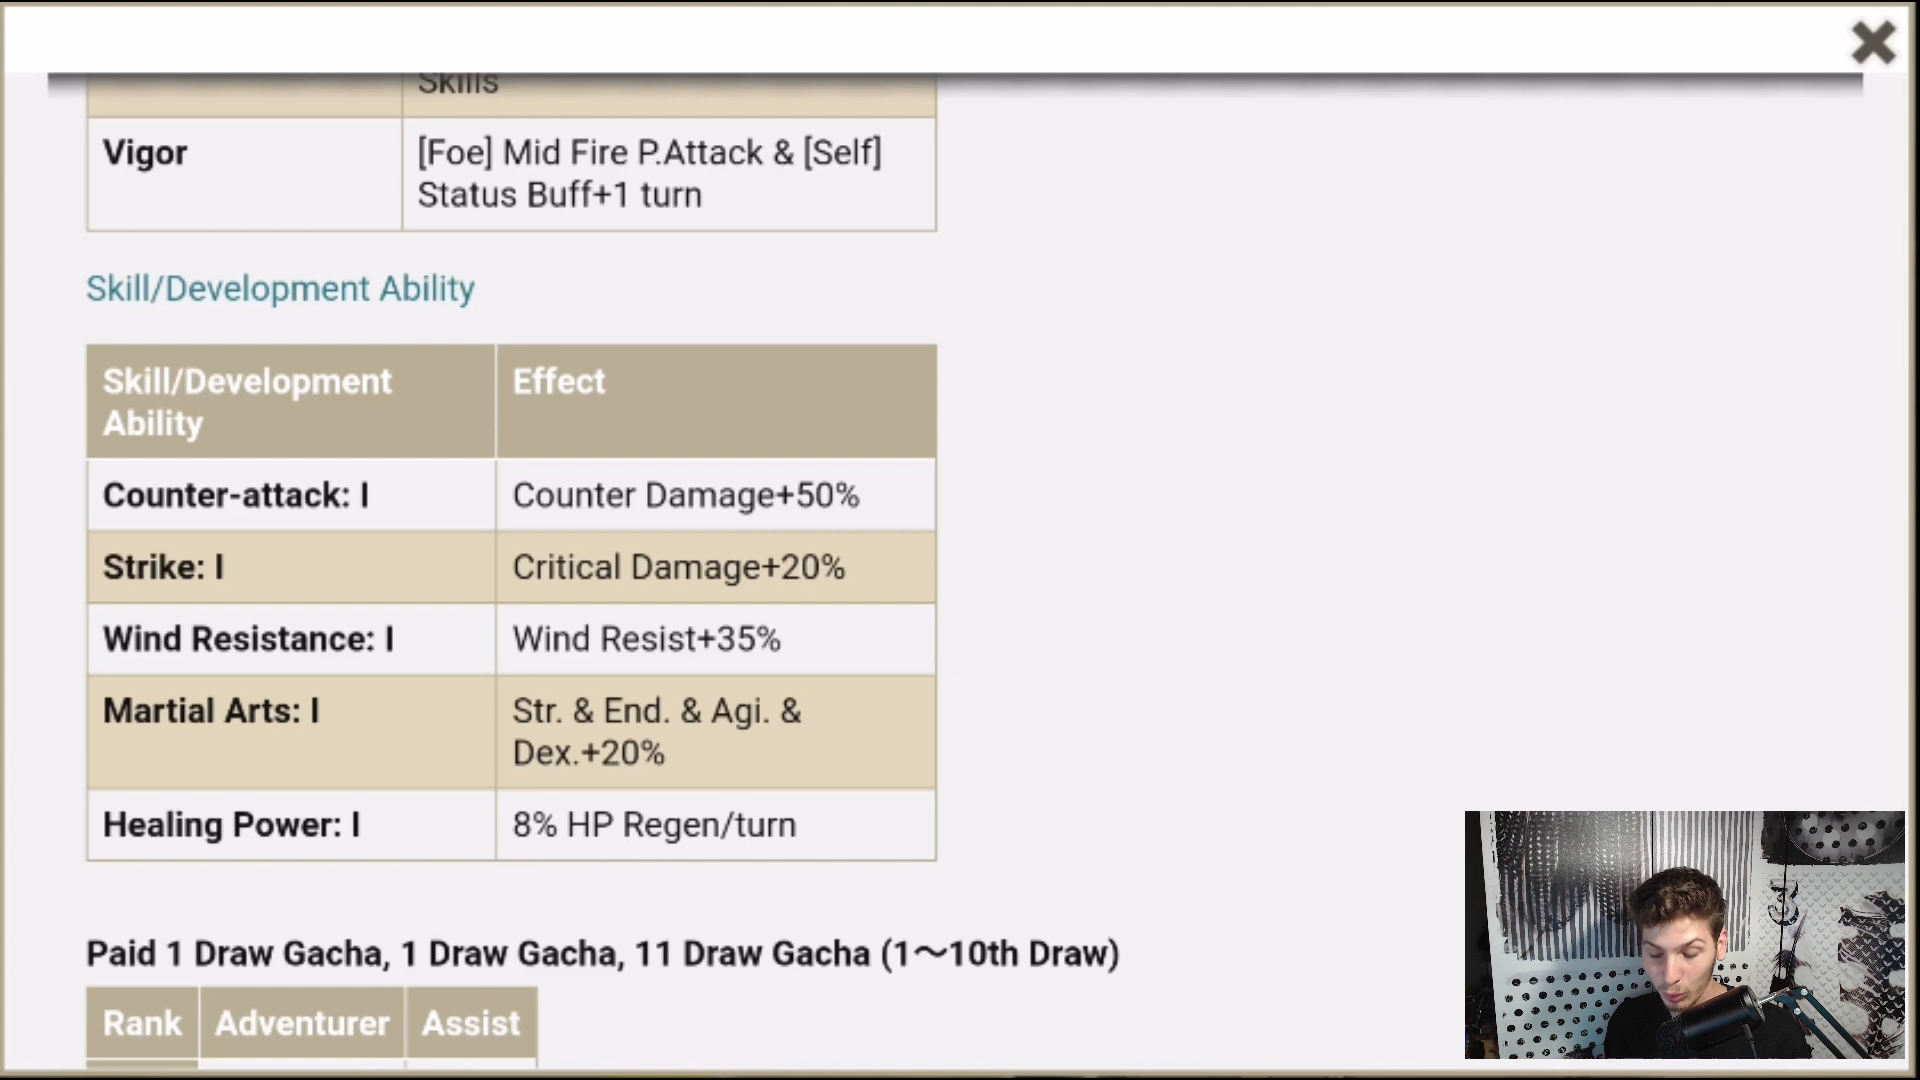 Skills
Vigor
[Foe] Mid Fire P.Attack & [Self]
Status Buff+1 turn
Skill/Development Ability
Skill/Development
Ability
Effect
Counter-attack: I
Counter Damage+50%
Strike: I
Critical Damage+20%
Wind Resistance: I
Wind Resist+35%
Martial Arts: I
Str. & End. & Agi. &
Dex.+20%
Healing Power: I
8% HP Regen/turn
Paid 1 Draw Gacha, 1 Draw Gacha, 11 Draw Gacha (1～10th Draw)
Rank
Adventurer
Assist